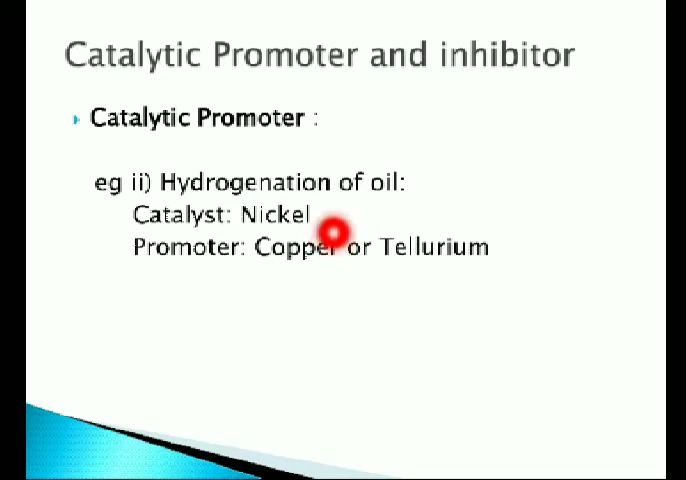 Catalytic Promoter and inhibitor
Catalytic Promoter :
eg ii) Hydrogenation of oil:
Catalyst: Nickel
Promoter: Copper or Tellurium